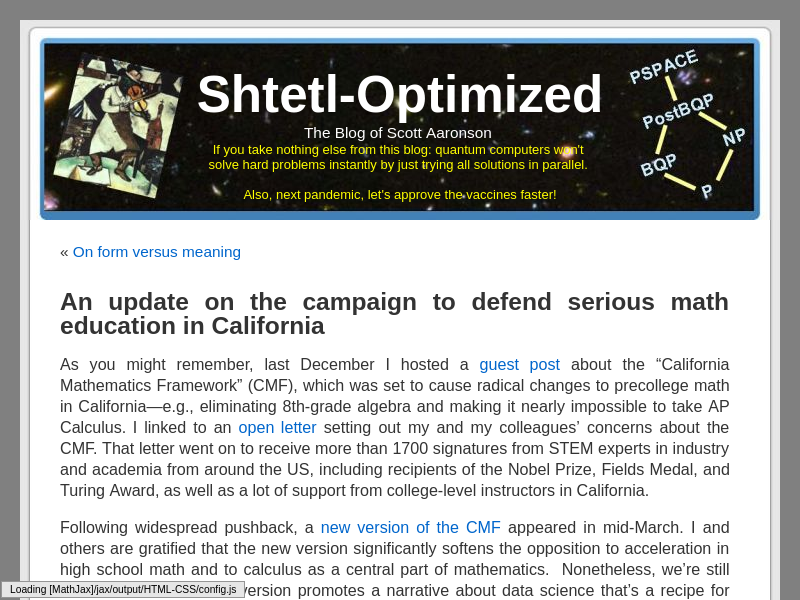 Shtetl-Optimized
The Blog of Scott Aaronson
If you take nothing else from this blog: quantum computers won't
solve hard problems instantly by just trying all solutions in parallel.
Also, next pandemic, let's approve the vaccines faster!
PSPACE
PostBQP
NP
BQP
P
« On form versus meaning
An update on the campaign to defend serious math
education in California
As you might remember, last December I hosted a guest post about the “California
Mathematics Framework” (CMF), which was set to cause radical changes to precollege math
in California—e.g., eliminating 8th-grade algebra and making it nearly impossible to take AP
Calculus. I linked to an open letter setting out my and my colleagues’ concerns about the
CMF. That letter went on to receive more than 1700 signatures from STEM experts in industry
and academia from around the US, including recipients of the Nobel Prize, Fields Medal, and
Turing Award, as well as a lot of support from college-level instructors in California.
Following widespread pushback, a new version of the CMF appeared in mid-March. I and
others are gratified that the new version significantly softens the opposition to acceleration in
high school math and to calculus as a central part of mathematics. Nonetheless, we’re still
version promotes a narrative about data science that’s a recipe for
Loading [MathJax]/jax/output/HTML-CSS/config.js